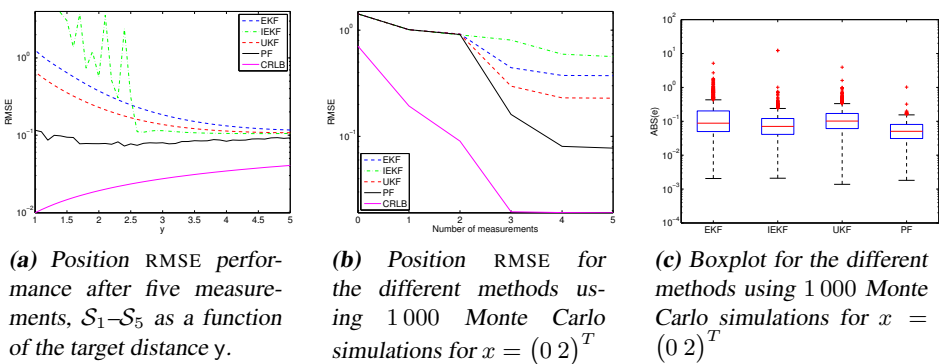 EKF
IEKF
UKF
PF
CRLB
RMSE
10^0
10^{-1}
10^{-2}
1 1.5 2 2.5 3 3.5 4 4.5 5
y
(a) Position RMSE perfor-
mance after five measure-
ments, S_1–S_5 as a function
of the target distance y.
RMSE
10^0
10^{-1}
EKF
IEKF
UKF
PF
CRLB
0 1 2 3 4 5
Number of measurements
(b) Position RMSE for
the different methods us-
ing 1 000 Monte Carlo
simulations for x = (0 2)^T
ABS(e)
10^2
10^1
10^0
10^{-1}
10^{-2}
10^{-3}
10^{-4}
EKF IEKF UKF PF
(c) Boxplot for the different
methods using 1 000 Monte
Carlo simulations for x =
(0 2)^T